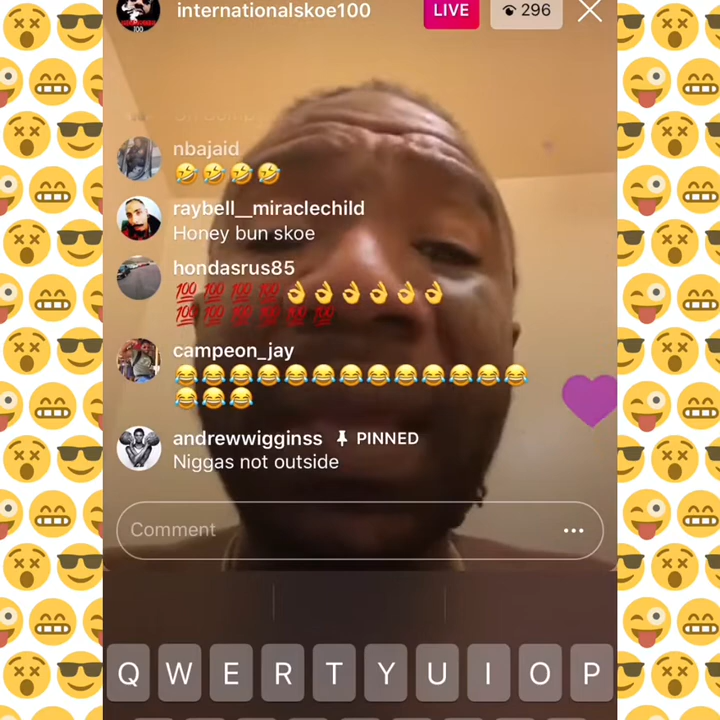 internationalskoe100
LIVE
296
nbajaid
🤣🤣🤣🤣
raybell__miraclechild
Honey bun skoe
hondasrus85
💯💯💯💯👌👌👌👌👌👌
💯💯💯💯💯💯
campeon_jay
😂😂😂😂😂😂😂😂😂😂😂😂😂
😂😂😂
andrewwigginss PINNED
Niggas not outside
Comment
Q W E R T Y U I O P